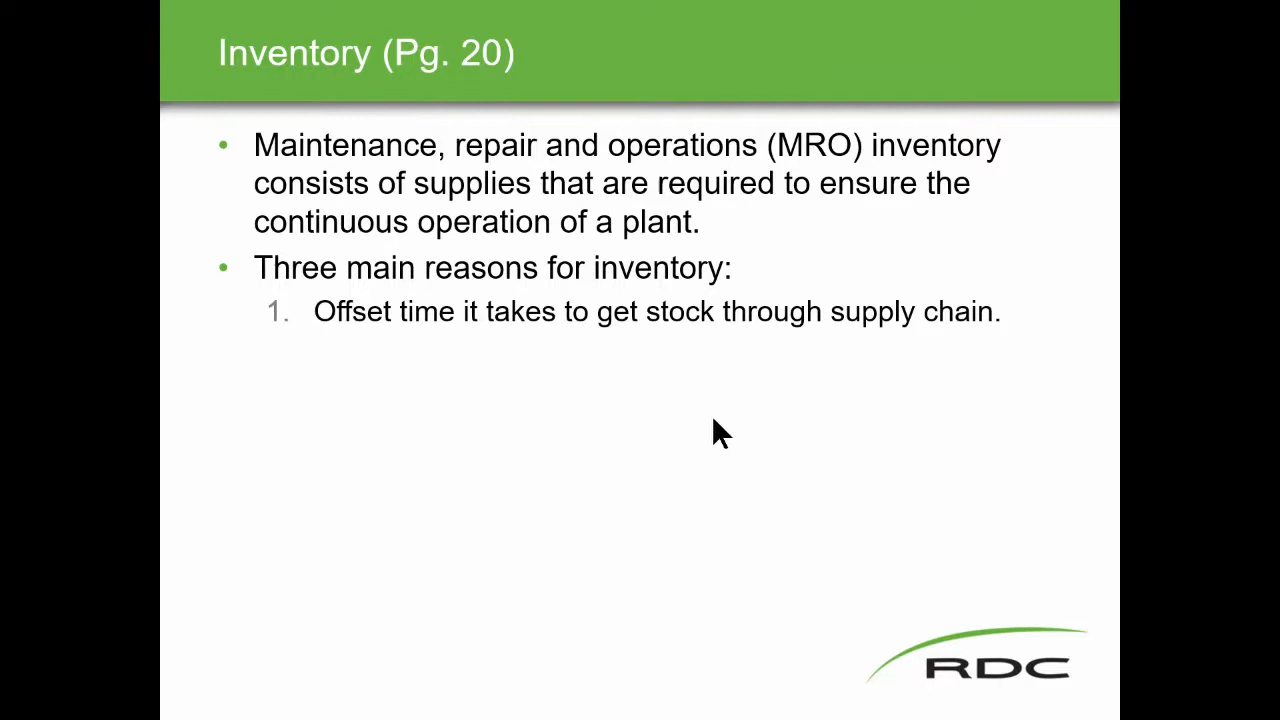 Inventory (Pg. 20)
• Maintenance, repair and operations (MRO) inventory
consists of supplies that are required to ensure the
continuous operation of a plant.
• Three main reasons for inventory:
1. Offset time it takes to get stock through supply chain.
RDC